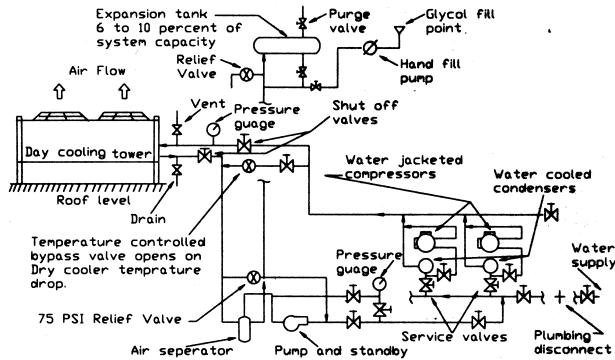 Expansion tank
6 to 10 percent of
system capacity
Purge
valve
Glycol fill
point
Air Flow
Relief
Valve
Hand fill
pump
Vent
Pressure
guage
Shut off
valves
Day cooling tower
Water jacketed
compressors
Water cooled
condensers
Roof level
Drain
Temperature controlled
bypass valve opens on
Dry cooler temprature
drop.
Pressure
guage
Water
supply
75 PSI Relief Valve
Air seperator
Pump and standby
Service valves
Plumbing
disconnect